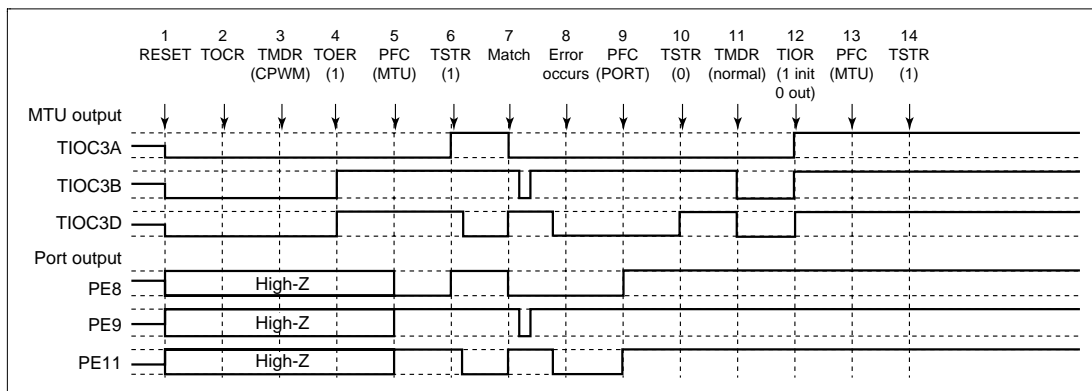 1 2 3 4 5 6 7 8 9 10 11 12 13 14
RESET TOCR TMDR TOER PFC TSTR Match Error PFC TSTR TMDR TIOR PFC TSTR
(CPWM) (1) (MTU) (1) occurs (PORT) (0) (normal) (1 init (MTU) (1)
0 out)
MTU output
TIOC3A
TIOC3B
TIOC3D
Port output
PE8 High-Z
PE9 High-Z
PE11 High-Z